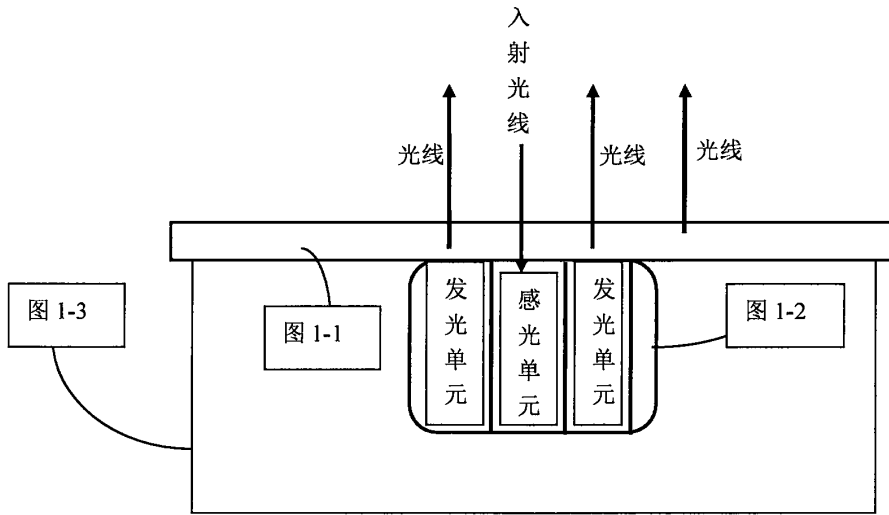 入射光线
光线
光线
光线
图 1-3
图 1-1
发光单元
感光单元
发光单元
图 1-2